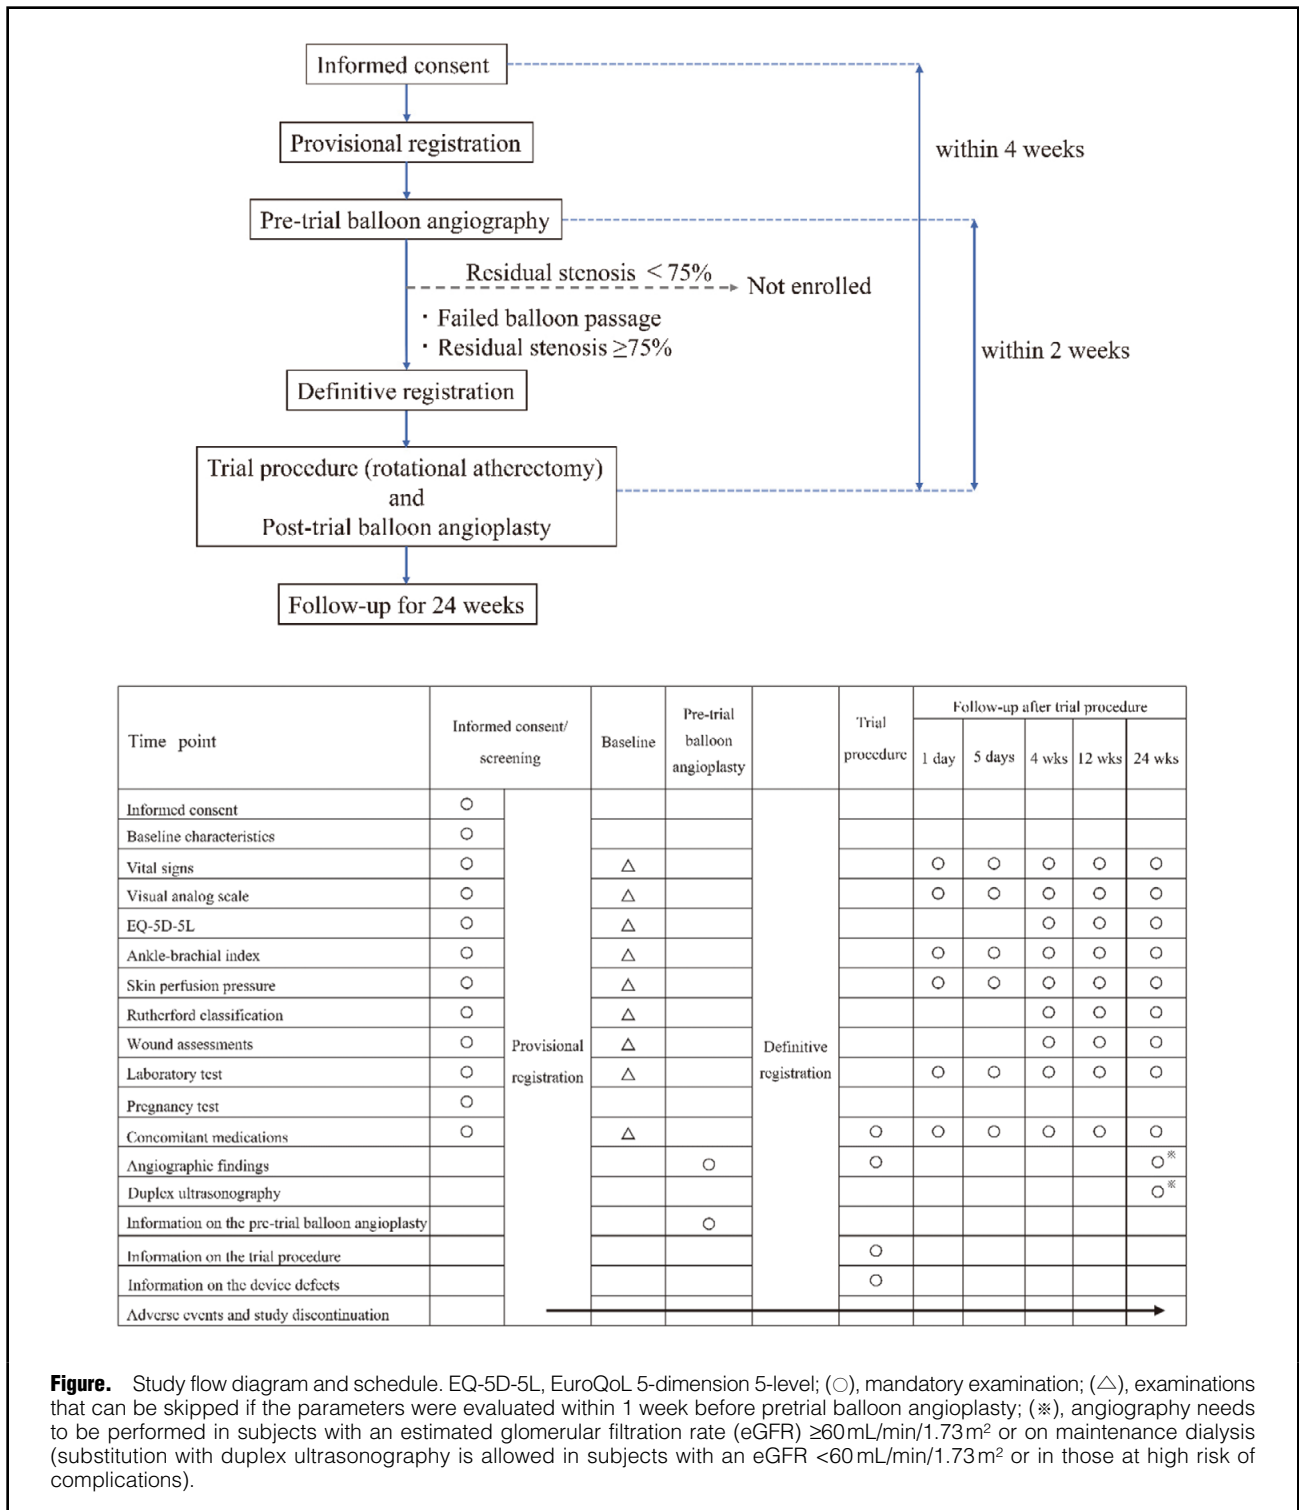 Informed consent
within 4 weeks
Provisional registration
Pre-trial balloon angiography
Residual stenosis < 75%
Not enrolled
・Failed balloon passage
・Residual stenosis ≥75%
within 2 weeks
Definitive registration
Trial procedure (rotational atherectomy)
and
Post-trial balloon angioplasty
Follow-up for 24 weeks
Time point
Informed consent/
screening
Baseline
Pre-trial
balloon
angioplasty
Trial
procedure
Follow-up after trial procedure
1 day 5 days 4 wks 12 wks 24 wks
Informed consent ○
Baseline characteristics ○
Vital signs ○ △ ○ ○ ○ ○ ○
Visual analog scale ○ △ ○ ○ ○ ○ ○
EQ-5D-5L ○ △ ○ ○ ○
Ankle-brachial index ○ △ ○ ○ ○ ○ ○
Skin perfusion pressure ○ △ ○ ○ ○ ○ ○
Rutherford classification ○ △ ○ ○ ○
Wound assessments ○ △ ○ ○ ○
Provisional
registration
Definitive
registration
Laboratory test ○ △ ○ ○ ○ ○ ○
Pregnancy test ○
Concomitant medications ○ △ ○ ○ ○ ○ ○ ○
Angiographic findings ○ ○ ○※
Duplex ultrasonography ○※
Information on the pre-trial balloon angioplasty ○
Information on the trial procedure ○
Information on the device defects ○
Adverse events and study discontinuation
Figure. Study flow diagram and schedule. EQ-5D-5L, EuroQoL 5-dimension 5-level; (○), mandatory examination; (△), examinations
that can be skipped if the parameters were evaluated within 1 week before pretrial balloon angioplasty; (※), angiography needs
to be performed in subjects with an estimated glomerular filtration rate (eGFR) ≥60 mL/min/1.73 m² or on maintenance dialysis
(substitution with duplex ultrasonography is allowed in subjects with an eGFR <60 mL/min/1.73 m² or in those at high risk of
complications).